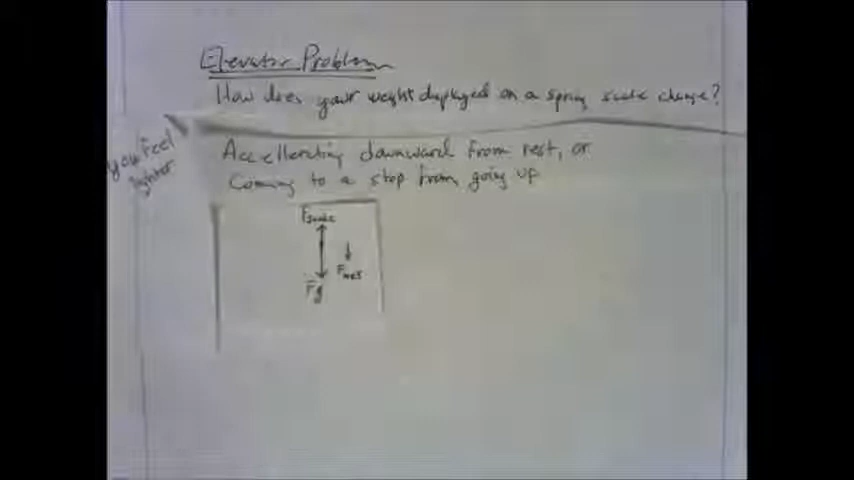 Elevator Problem
How does your weight displayed on a spring scale change?
you feel
lighter
Accellerating downward from rest, or
Coming to a stop from going up
Fscale
Fnet
Fg